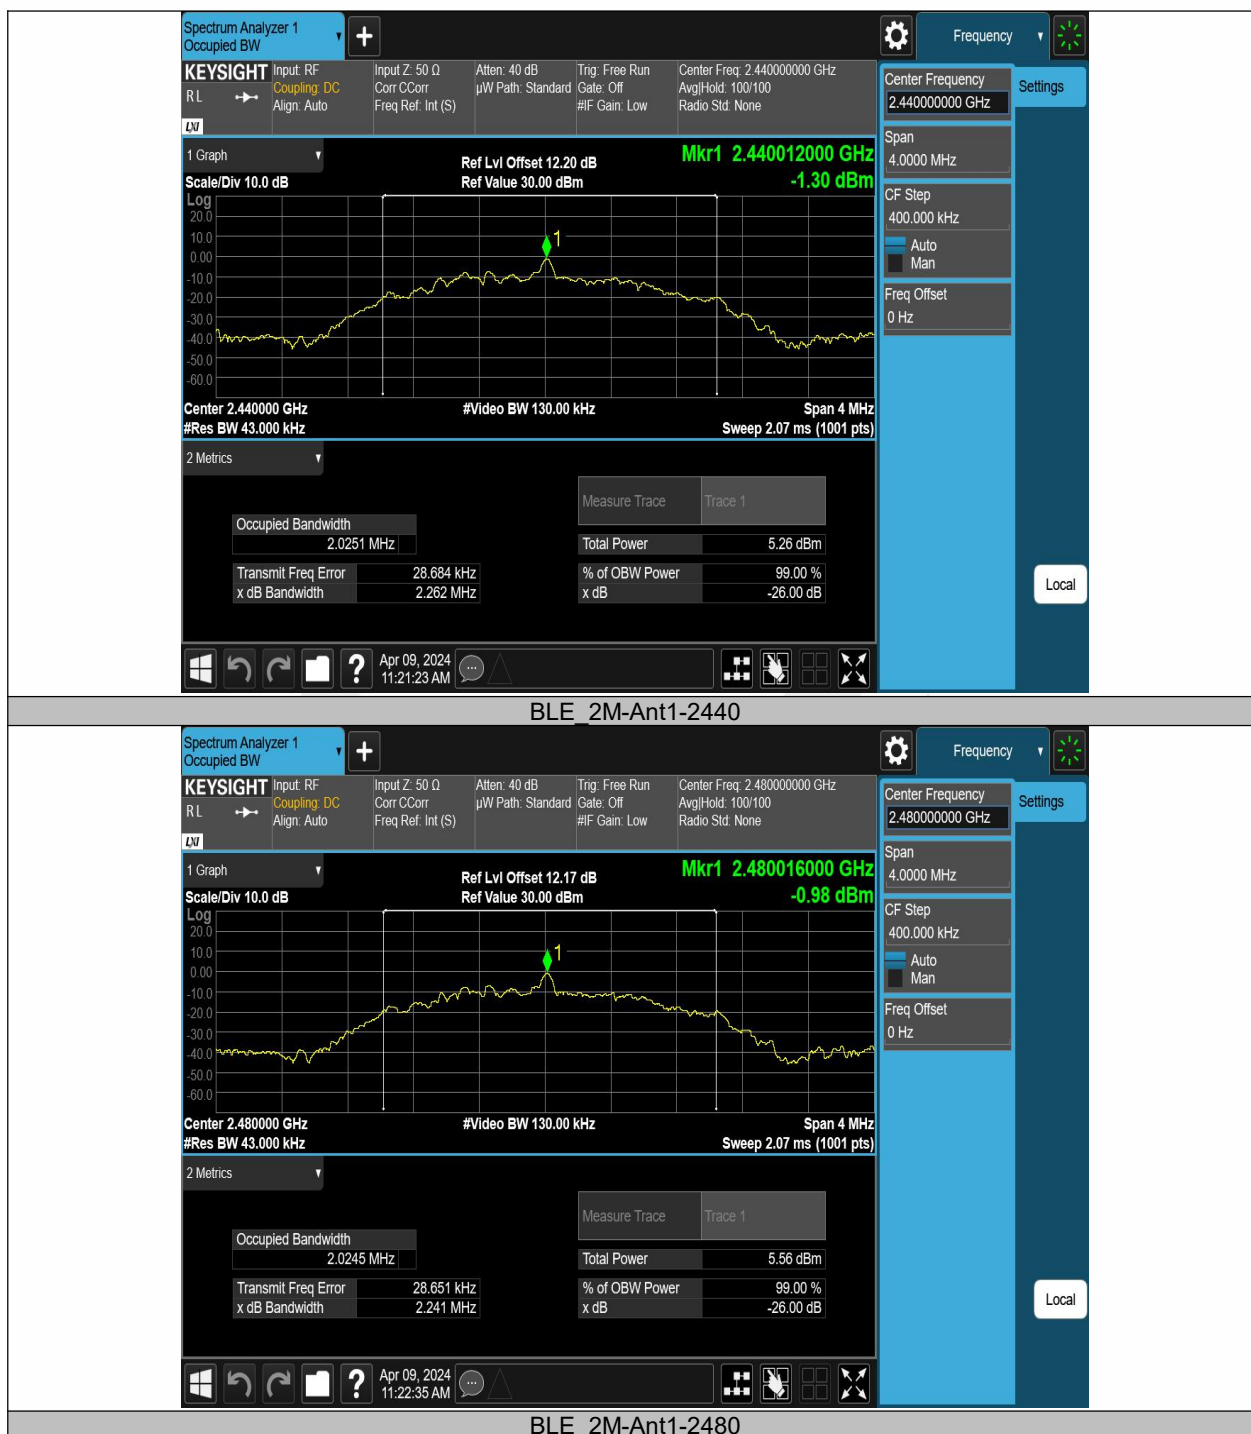 Spectrum Analyzer 1
Occupied BW
+
Frequency
KEYSIGHT
RL
LXI
Input: RF
Coupling: DC
Align: Auto
Input Z: 50 Ω
Corr CCorr
Freq Ref: Int (S)
Atten: 40 dB
µW Path: Standard
Trig: Free Run
Gate: Off
#IF Gain: Low
Center Freq: 2.440000000 GHz
Avg|Hold: 100/100
Radio Std: None
Center Frequency
2.440000000 GHz
Settings
Span
4.0000 MHz
CF Step
400.000 kHz
Auto
Man
Freq Offset
0 Hz
Local
1 Graph
Scale/Div 10.0 dB
Ref Lvl Offset 12.20 dB
Ref Value 30.00 dBm
Mkr1 2.440012000 GHz
-1.30 dBm
Log
20.0
10.0
0.00
-10.0
-20.0
-30.0
-40.0
-50.0
-60.0
1
Center 2.440000 GHz
#Video BW 130.00 kHz
Span 4 MHz
#Res BW 43.000 kHz
Sweep 2.07 ms (1001 pts)
2 Metrics
Measure Trace Trace 1
Occupied Bandwidth
2.0251 MHz
Total Power 5.26 dBm
Transmit Freq Error 28.684 kHz
% of OBW Power 99.00 %
x dB Bandwidth 2.262 MHz
x dB -26.00 dB
?
Apr 09, 2024
11:21:23 AM
BLE_2M-Ant1-2440
Spectrum Analyzer 1
Occupied BW
+
Frequency
KEYSIGHT
RL
LXI
Input: RF
Coupling: DC
Align: Auto
Input Z: 50 Ω
Corr CCorr
Freq Ref: Int (S)
Atten: 40 dB
µW Path: Standard
Trig: Free Run
Gate: Off
#IF Gain: Low
Center Freq: 2.480000000 GHz
Avg|Hold: 100/100
Radio Std: None
Center Frequency
2.480000000 GHz
Settings
Span
4.0000 MHz
CF Step
400.000 kHz
Auto
Man
Freq Offset
0 Hz
Local
1 Graph
Scale/Div 10.0 dB
Ref Lvl Offset 12.17 dB
Ref Value 30.00 dBm
Mkr1 2.480016000 GHz
-0.98 dBm
Log
20.0
10.0
0.00
-10.0
-20.0
-30.0
-40.0
-50.0
-60.0
1
Center 2.480000 GHz
#Video BW 130.00 kHz
Span 4 MHz
#Res BW 43.000 kHz
Sweep 2.07 ms (1001 pts)
2 Metrics
Measure Trace Trace 1
Occupied Bandwidth
2.0245 MHz
Total Power 5.56 dBm
Transmit Freq Error 28.651 kHz
% of OBW Power 99.00 %
x dB Bandwidth 2.241 MHz
x dB -26.00 dB
?
Apr 09, 2024
11:22:35 AM
BLE_2M-Ant1-2480